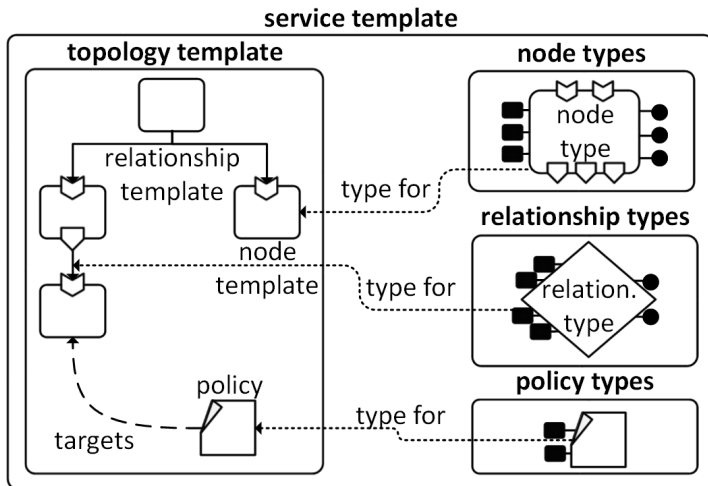 service template
topology template
node types
node
type
relationship
template
type for
relationship types
node
template
type for
relation.
type
policy types
policy
type for
targets